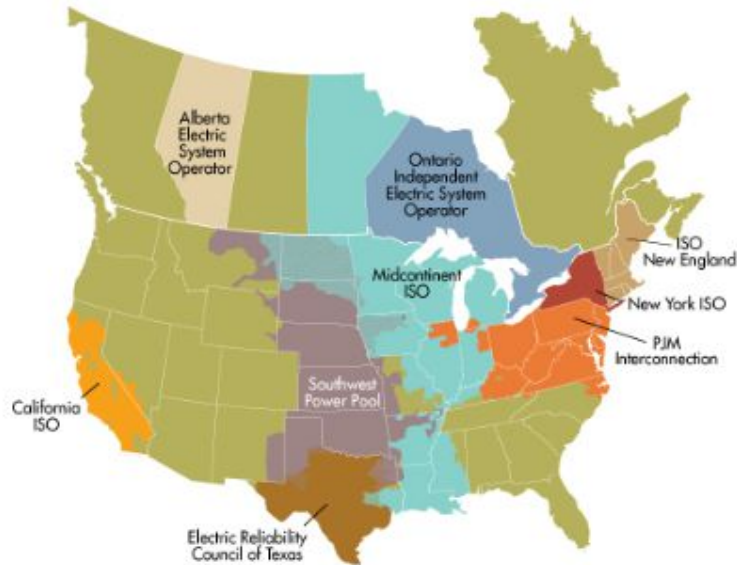 Alberta
Electric
System
Operator
Ontario
Independent
Electric System
Operator
ISO
New England
Midcontinent
ISO
New York ISO
PJM
Interconnection
Southwest
Power Pool
California
ISO
Electric Reliability
Council of Texas